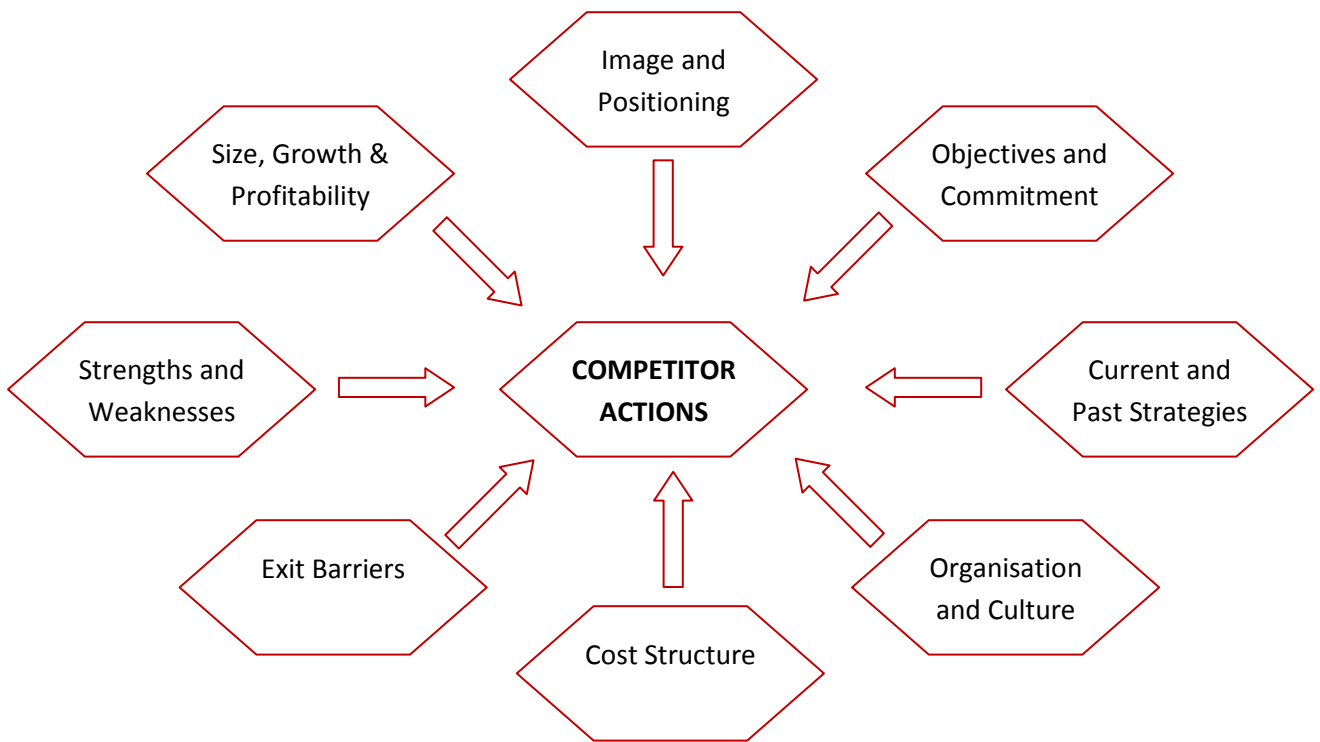 Image and
Positioning
Size, Growth &
Profitability
Objectives and
Commitment
Strengths and
Weaknesses
COMPETITOR
ACTIONS
Current and
Past Strategies
Exit Barriers
Organisation
and Culture
Cost Structure